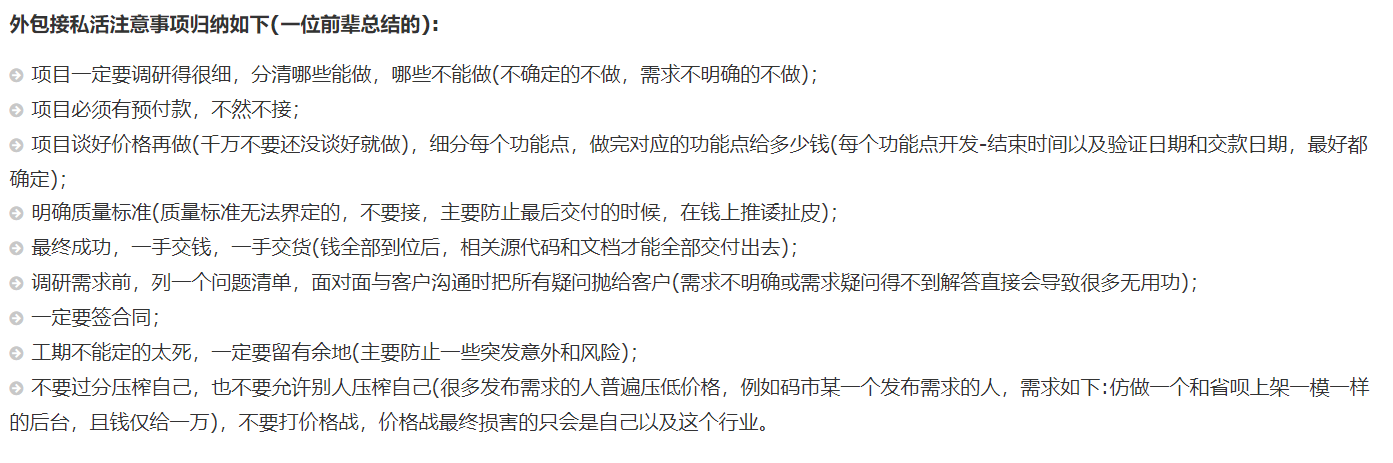 外包接私活注意事项归纳如下(一位前辈总结的):
项目一定要调研得很细，分清哪些能做，哪些不能做(不确定的不做，需求不明确的不做)；
项目必须有预付款，不然不接；
项目谈好价格再做(千万不要还没谈好就做)，细分每个功能点，做完对应的功能点给多少钱(每个功能点开发-结束时间以及验证日期和交款日期，最好都
确定)；
明确质量标准(质量标准无法界定的，不要接，主要防止最后交付的时候，在钱上推诿扯皮)；
最终成功，一手交钱，一手交货(钱全部到位后，相关源代码和文档才能全部交付出去)；
调研需求前，列一个问题清单，面对面与客户沟通时把所有疑问抛给客户(需求不明确或需求疑问得不到解答直接会导致很多无用功)；
一定要签合同；
工期不能定的太死，一定要留有余地(主要防止一些突发意外和风险)；
不要过分压榨自己，也不要允许别人压榨自己(很多发布需求的人普遍压低价格，例如码市某一个发布需求的人，需求如下:仿做一个和省呗上架一模一样
的后台，且钱仅给一万)，不要打价格战，价格战最终损害的只会是自己以及这个行业。